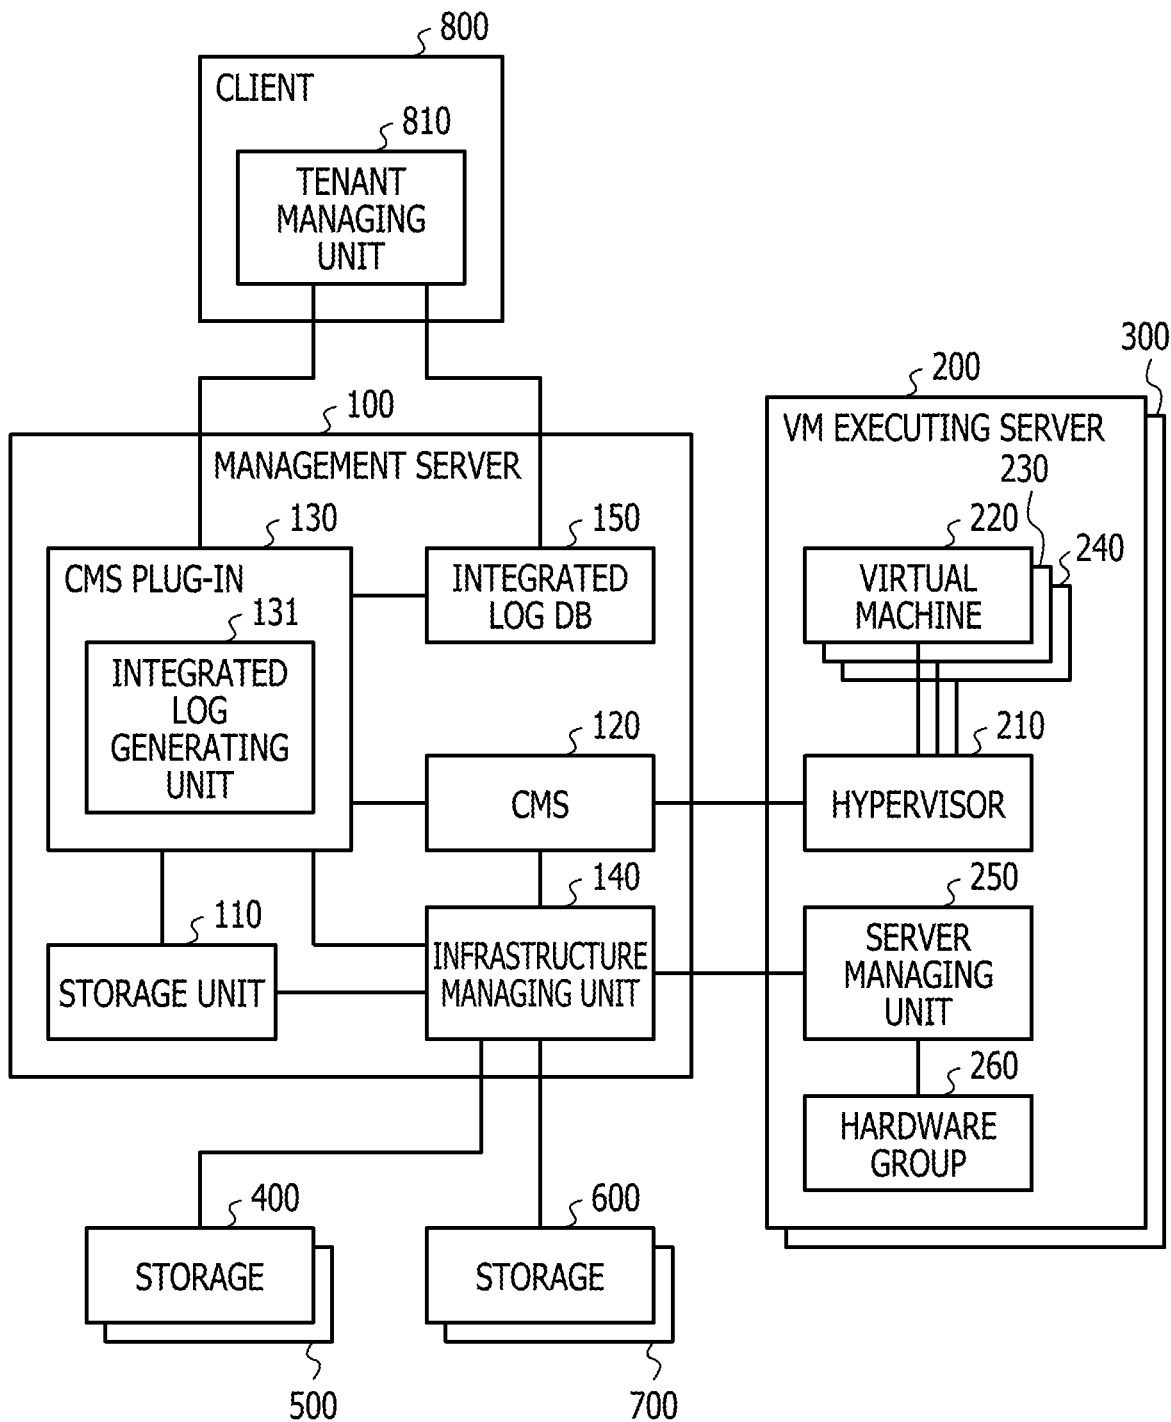 800
CLIENT
810
TENANT
MANAGING
UNIT
100
MANAGEMENT SERVER
130
CMS PLUG-IN
131
INTEGRATED
LOG
GENERATING
UNIT
150
INTEGRATED
LOG DB
120
CMS
140
INFRASTRUCTURE
MANAGING UNIT
110
STORAGE UNIT
300
200
VM EXECUTING SERVER
230
220
240
VIRTUAL
MACHINE
210
HYPERVISOR
250
SERVER
MANAGING
UNIT
260
HARDWARE
GROUP
400
STORAGE
500
600
STORAGE
700